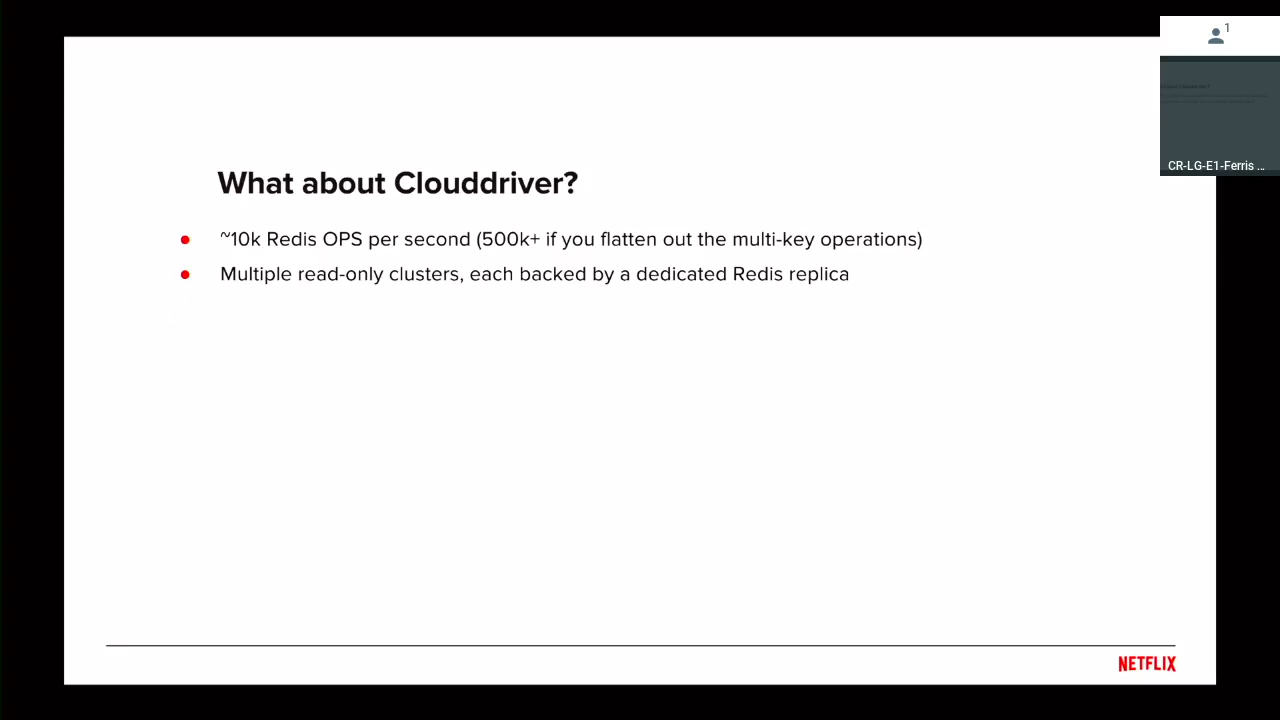 1
CR-LG-E1-Ferris ...
What about Clouddriver?
~10k Redis OPS per second (500k+ if you flatten out the multi-key operations)
Multiple read-only clusters, each backed by a dedicated Redis replica
NETFLIX